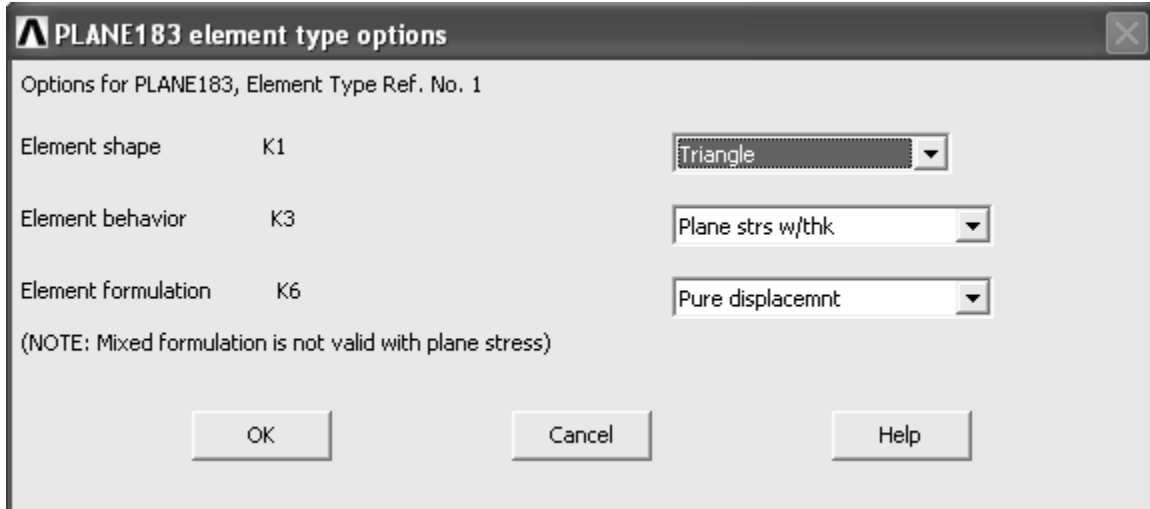 PLANE183 element type options
Options for PLANE183, Element Type Ref. No. 1
Element shape K1 Triangle
Element behavior K3 Plane strs w/thk
Element formulation K6 Pure displacemnt
(NOTE: Mixed formulation is not valid with plane stress)
OK Cancel Help